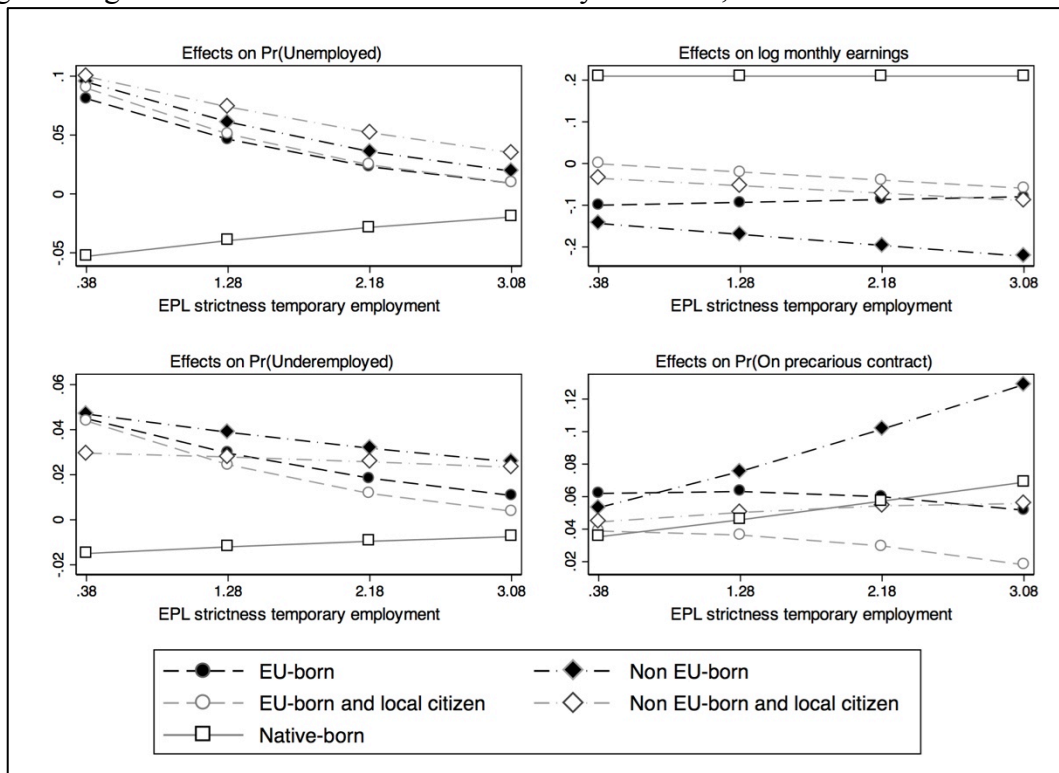 Effects on Pr(Unemployed)
.1
.05
0
-.05
.38 1.28 2.18 3.08
EPL strictness temporary employment
Effects on log monthly earnings
.2
.1
0
-.1
-.2
.38 1.28 2.18 3.08
EPL strictness temporary employment
Effects on Pr(Underemployed)
.06
.04
.02
0
-.02
.38 1.28 2.18 3.08
EPL strictness temporary employment
Effects on Pr(On precarious contract)
.12
.1
.08
.06
.04
.02
.38 1.28 2.18 3.08
EPL strictness temporary employment
EU-born
Non EU-born
EU-born and local citizen
Non EU-born and local citizen
Native-born